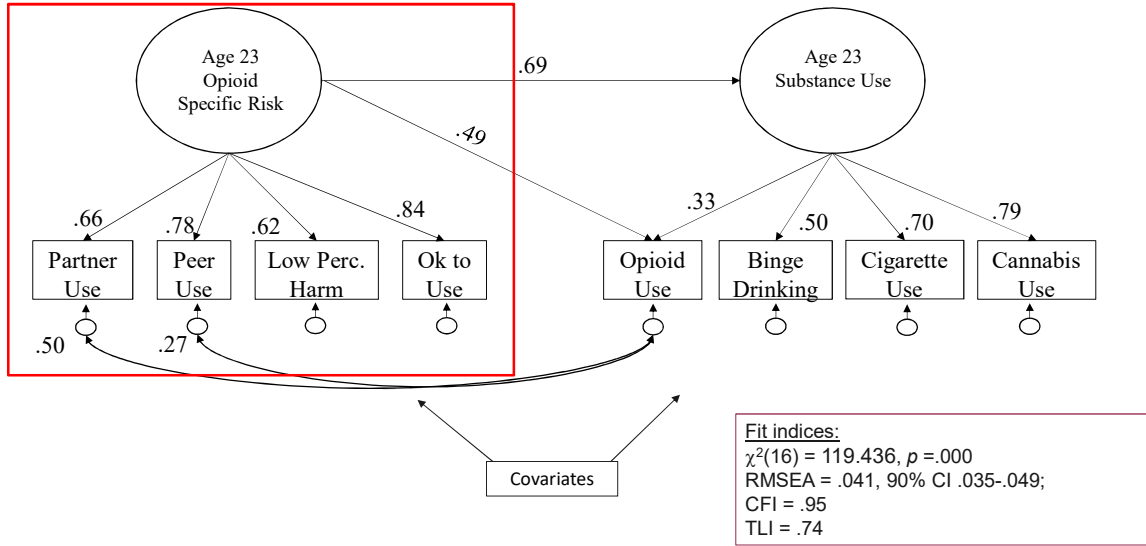 Age 23
Opioid
Specific Risk
Age 23
Substance Use
.69
.49
.66
.78
.62
.84
.33
.50
.70
.79
Partner
Use
Peer
Use
Low Perc.
Harm
Ok to
Use
Opioid
Use
Binge
Drinking
Cigarette
Use
Cannabis
Use
.50
.27
Covariates
Fit indices:
χ²(16) = 119.436, p =.000
RMSEA = .041, 90% CI .035-.049;
CFI = .95
TLI = .74